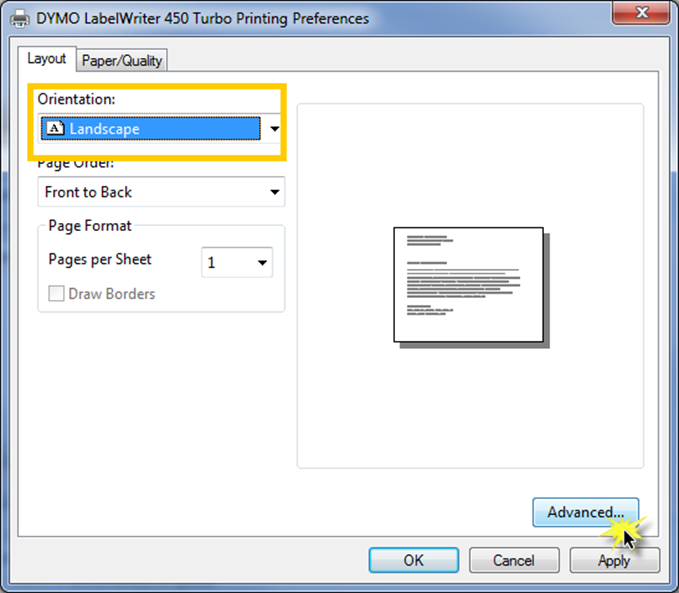 DYMO LabelWriter 450 Turbo Printing Preferences
Layout
Paper/Quality
Orientation:
A Landscape
Page Order:
Front to Back
Page Format
Pages per Sheet
1
Draw Borders
Advanced...
OK
Cancel
Apply